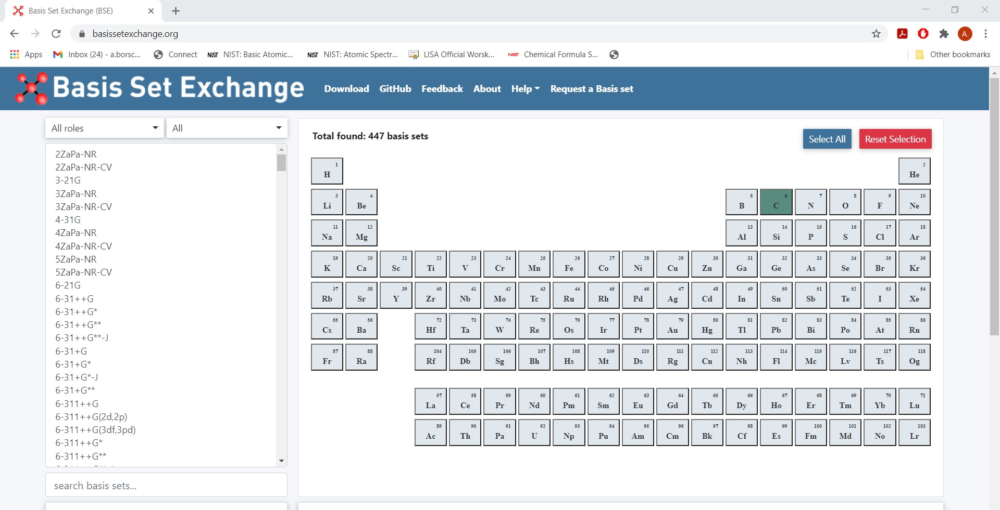 Basis Set Exchange (BSE)
basissetexchange.org
A.
Apps
Inbox (24) - a.borsc...
Connect
NIST NIST: Basic Atomic...
NIST NIST: Atomic Spectr...
LISA Official Worsk...
NIST Chemical Formula S...
Other bookmarks
Basis Set Exchange
Download GitHub Feedback About Help Request a Basis set
All roles
All
2ZaPa-NR
2ZaPa-NR-CV
3-21G
3ZaPa-NR
3ZaPa-NR-CV
4-31G
4ZaPa-NR
4ZaPa-NR-CV
5ZaPa-NR
5ZaPa-NR-CV
6-21G
6-31++G
6-31++G*
6-31++G**
6-31++G**-J
6-31+G
6-31+G*
6-31+G*-J
6-31+G**
6-311++G
6-311++G(2d,2p)
6-311++G(3df,3pd)
6-311++G*
6-311++G**
search basis sets...
Total found: 447 basis sets
Select All
Reset Selection
1 2
H He
3 4 5 6 7 8 9 10
Li Be B C N O F Ne
11 12 13 14 15 16 17 18
Na Mg Al Si P S Cl Ar
19 20 21 22 23 24 25 26 27 28 29 30 31 32 33 34 35 36
K Ca Sc Ti V Cr Mn Fe Co Ni Cu Zn Ga Ge As Se Br Kr
37 38 39 40 41 42 43 44 45 46 47 48 49 50 51 52 53 54
Rb Sr Y Zr Nb Mo Tc Ru Rh Pd Ag Cd In Sn Sb Te I Xe
55 56 72 73 74 75 76 77 78 79 80 81 82 83 84 85 86
Cs Ba Hf Ta W Re Os Ir Pt Au Hg Tl Pb Bi Po At Rn
87 88 104 105 106 107 108 109 110 111 112 113 114 115 116 117 118
Fr Ra Rf Db Sg Bh Hs Mt Ds Rg Cn Nh Fl Mc Lv Ts Og
57 58 59 60 61 62 63 64 65 66 67 68 69 70 71
La Ce Pr Nd Pm Sm Eu Gd Tb Dy Ho Er Tm Yb Lu
89 90 91 92 93 94 95 96 97 98 99 100 101 102 103
Ac Th Pa U Np Pu Am Cm Bk Cf Es Fm Md No Lr